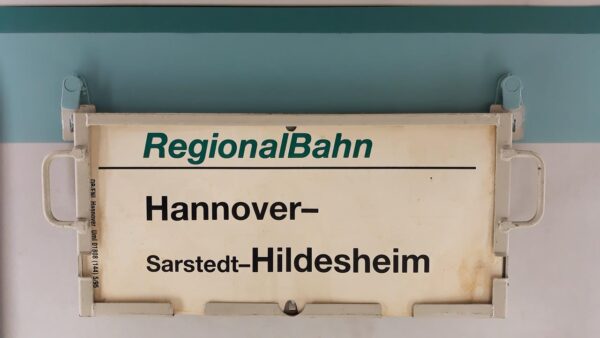 RegionalBahn
Hannover–
Sarstedt–Hildesheim